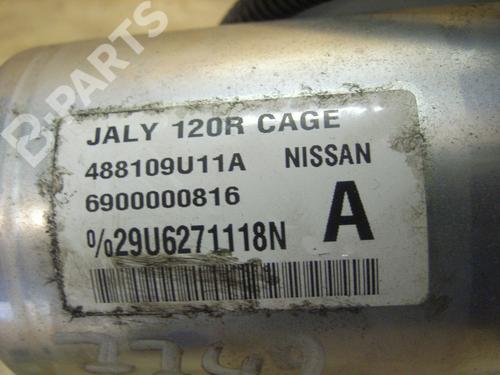 B-PARTS
JALY 120R CAGE
488109U11A NISSAN
6900000816
A
%29U6271118N